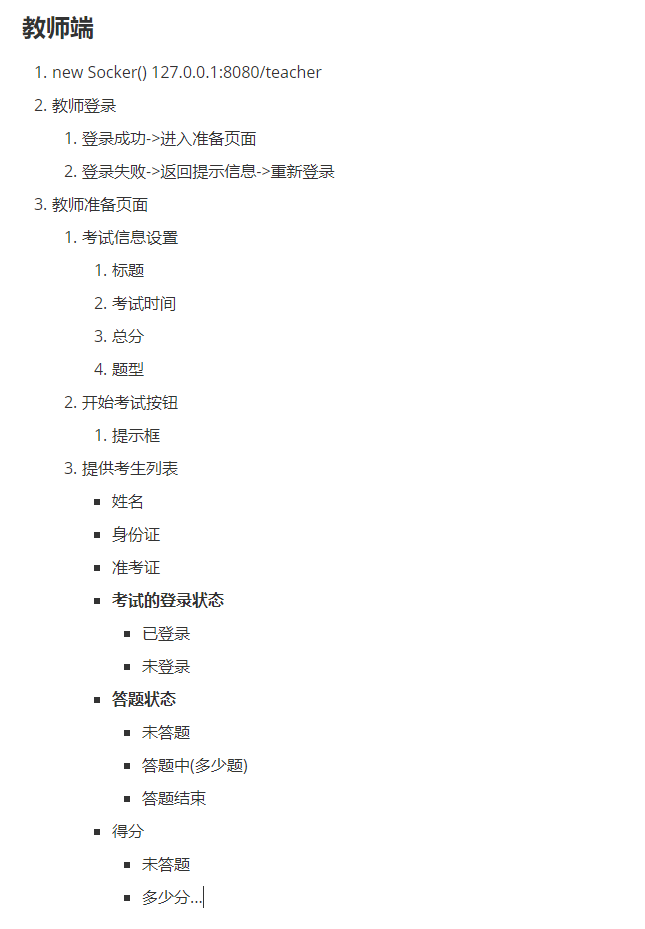 教师端
1. new Socker() 127.0.0.1:8080/teacher
2. 教师登录
1. 登录成功->进入准备页面
2. 登录失败->返回提示信息->重新登录
3. 教师准备页面
1. 考试信息设置
1. 标题
2. 考试时间
3. 总分
4. 题型
2. 开始考试按钮
1. 提示框
3. 提供考生列表
▪ 姓名
▪ 身份证
▪ 准考证
▪ 考试的登录状态
▪ 已登录
▪ 未登录
▪ 答题状态
▪ 未答题
▪ 答题中(多少题)
▪ 答题结束
▪ 得分
▪ 未答题
▪ 多少分...